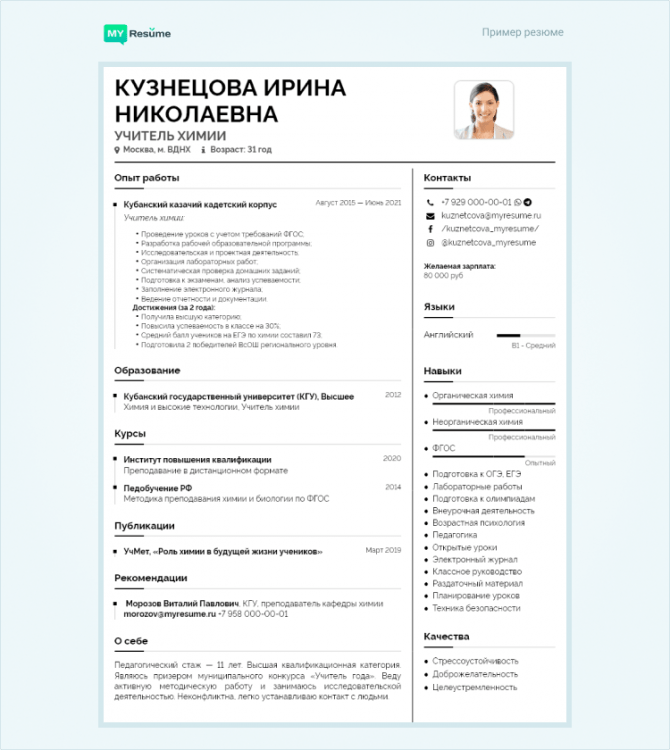 MY Resume
Пример резюме
КУЗНЕЦОВА ИРИНА
НИКОЛАЕВНА
УЧИТЕЛЬ ХИМИИ
Москва, м. ВДНХ Возраст: 31 год
Опыт работы
Кубанский казачий кадетский корпус Август 2015 — Июнь 2021
Учитель химии:
• Проведение уроков с учетом требований ФГОС;
• Разработка рабочей образовательной программы;
• Исследовательская и проектная деятельность;
• Организация лабораторных работ;
• Систематическая проверка домашних заданий;
• Подготовка к экзаменам, анализ успеваемости;
• Заполнение электронного журнала;
• Ведение отчетности и документации.
Достижения (за 2 года):
• Получила высшую категорию;
• Повысила успеваемость в классе на 30%;
• Средний балл учеников на ЕГЭ по химии составил 73;
• Подготовила 2 победителей ВсОШ регионального уровня.
Образование
Кубанский государственный университет (КГУ), Высшее 2012
Химия и высокие технологии, Учитель химии
Курсы
Институт повышения квалификации 2020
Преподавание в дистанционном формате
Педобучение РФ 2014
Методика преподавания химии и биологии по ФГОС
Публикации
УчМет, «Роль химии в будущей жизни учеников» Март 2019
Рекомендации
Морозов Виталий Павлович, КГУ, преподаватель кафедры химии
morozov@myresume.ru +7 958 000-00-01
О себе
Педагогический стаж — 11 лет. Высшая квалификационная категория.
Являюсь призером муниципального конкурса «Учитель года». Веду
активную методическую работу и занимаюсь исследовательской
деятельностью. Неконфликтна, легко устанавливаю контакт с людьми.
Контакты
+7 929 000-00-01
kuznetcova@myresume.ru
/kuznetcova_myresume/
@kuznetcova_myresume
Желаемая зарплата:
80 000 руб
Языки
Английский
B1 - Средний
Навыки
• Органическая химия
Профессиональный
• Неорганическая химия
Профессиональный
• ФГОС
Опытный
• Подготовка к ОГЭ, ЕГЭ
• Лабораторные работы
• Подготовка к олимпиадам
• Внеурочная деятельность
• Возрастная психология
• Педагогика
• Открытые уроки
• Электронный журнал
• Классное руководство
• Раздаточный материал
• Планирование уроков
• Техника безопасности
Качества
• Стрессоустойчивость
• Доброжелательность
• Целеустремленность